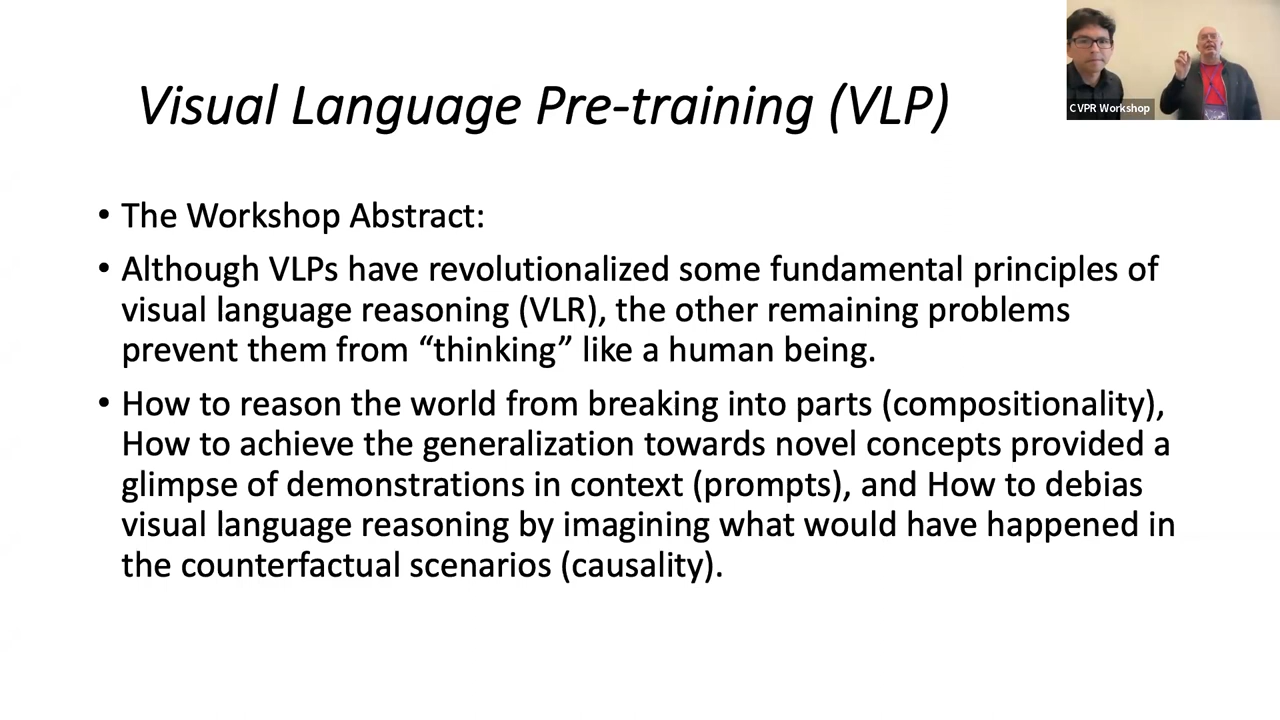 Visual Language Pre-training (VLP)
CVPR Workshop
• The Workshop Abstract:
• Although VLPs have revolutionalized some fundamental principles of
visual language reasoning (VLR), the other remaining problems
prevent them from “thinking” like a human being.
• How to reason the world from breaking into parts (compositionality),
How to achieve the generalization towards novel concepts provided a
glimpse of demonstrations in context (prompts), and How to debias
visual language reasoning by imagining what would have happened in
the counterfactual scenarios (causality).